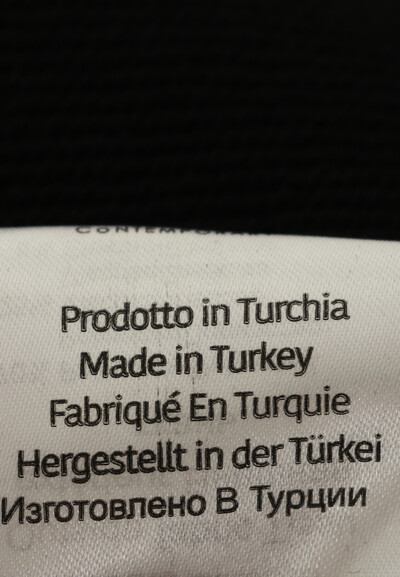 Prodotto in Turchia
Made in Turkey
Fabriqué En Turquie
Hergestellt in der Türkei
Изготовлено В Турции